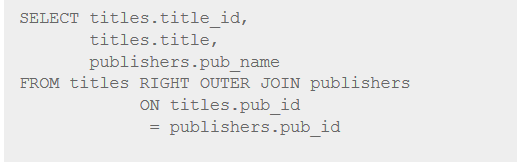 SELECT titles.title_id,
titles.title,
publishers.pub_name
FROM titles RIGHT OUTER JOIN publishers
ON titles.pub_id
= publishers.pub_id